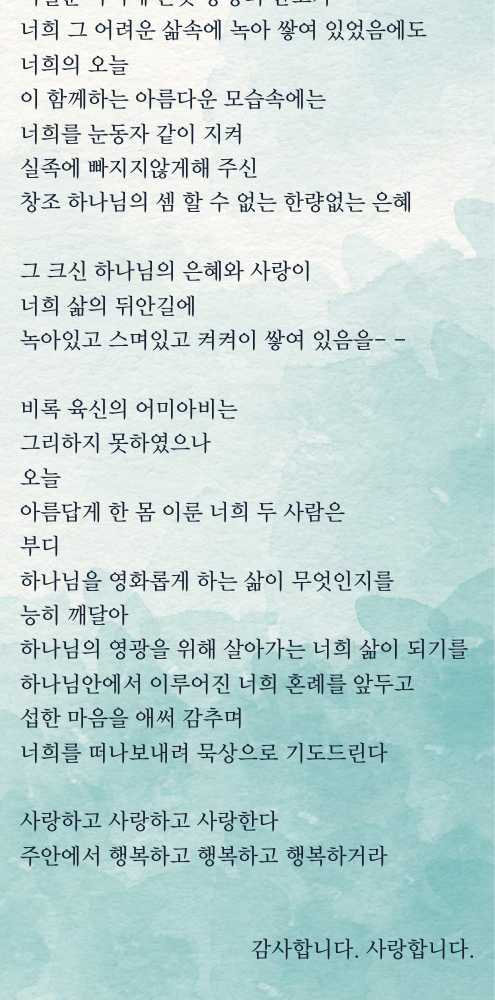 너희 그 어려운 삶속에 녹아 쌓여 있었음에도
너희의 오늘
이 함께하는 아름다운 모습속에는
너희를 눈동자 같이 지켜
실족에 빠지지않게해 주신
창조 하나님의 셈 할 수 없는 한량없는 은혜
그 크신 하나님의 은혜와 사랑이
너희 삶의 뒤안길에
녹아있고 스며있고 켜켜이 쌓여 있음을- -
비록 육신의 어미아비는
그리하지 못하였으나
오늘
아름답게 한 몸 이룬 너희 두 사람은
부디
하나님을 영화롭게 하는 삶이 무엇인지를
능히 깨달아
하나님의 영광을 위해 살아가는 너희 삶이 되기를
하나님안에서 이루어진 너희 혼례를 앞두고
섭한 마음을 애써 감추며
너희를 떠나보내려 묵상으로 기도드린다
사랑하고 사랑하고 사랑한다
주안에서 행복하고 행복하고 행복하거라
감사합니다. 사랑합니다.